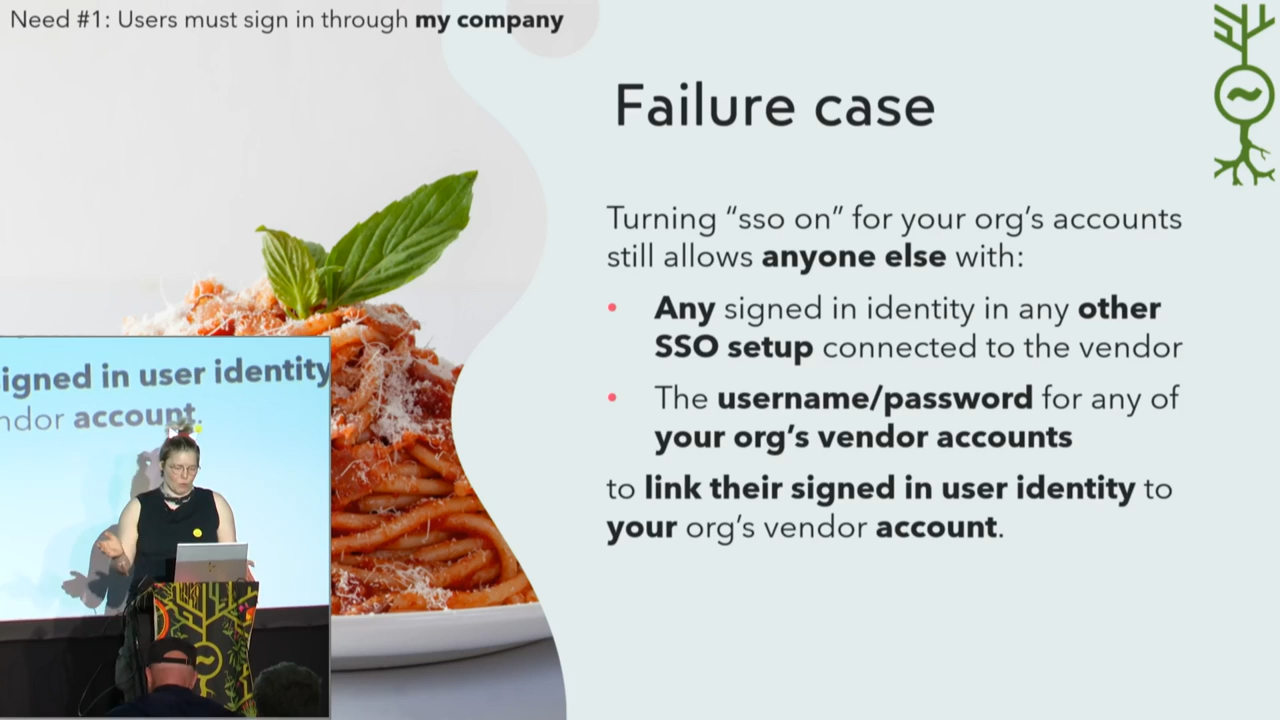 Need #1: Users must sign in through my company
Failure case
Turning “sso on” for your org’s accounts
still allows anyone else with:
• Any signed in identity in any other
SSO setup connected to the vendor
• The username/password for any of
your org’s vendor accounts
to link their signed in user identity to
your org’s vendor account.
igned in user identity
ndor account.